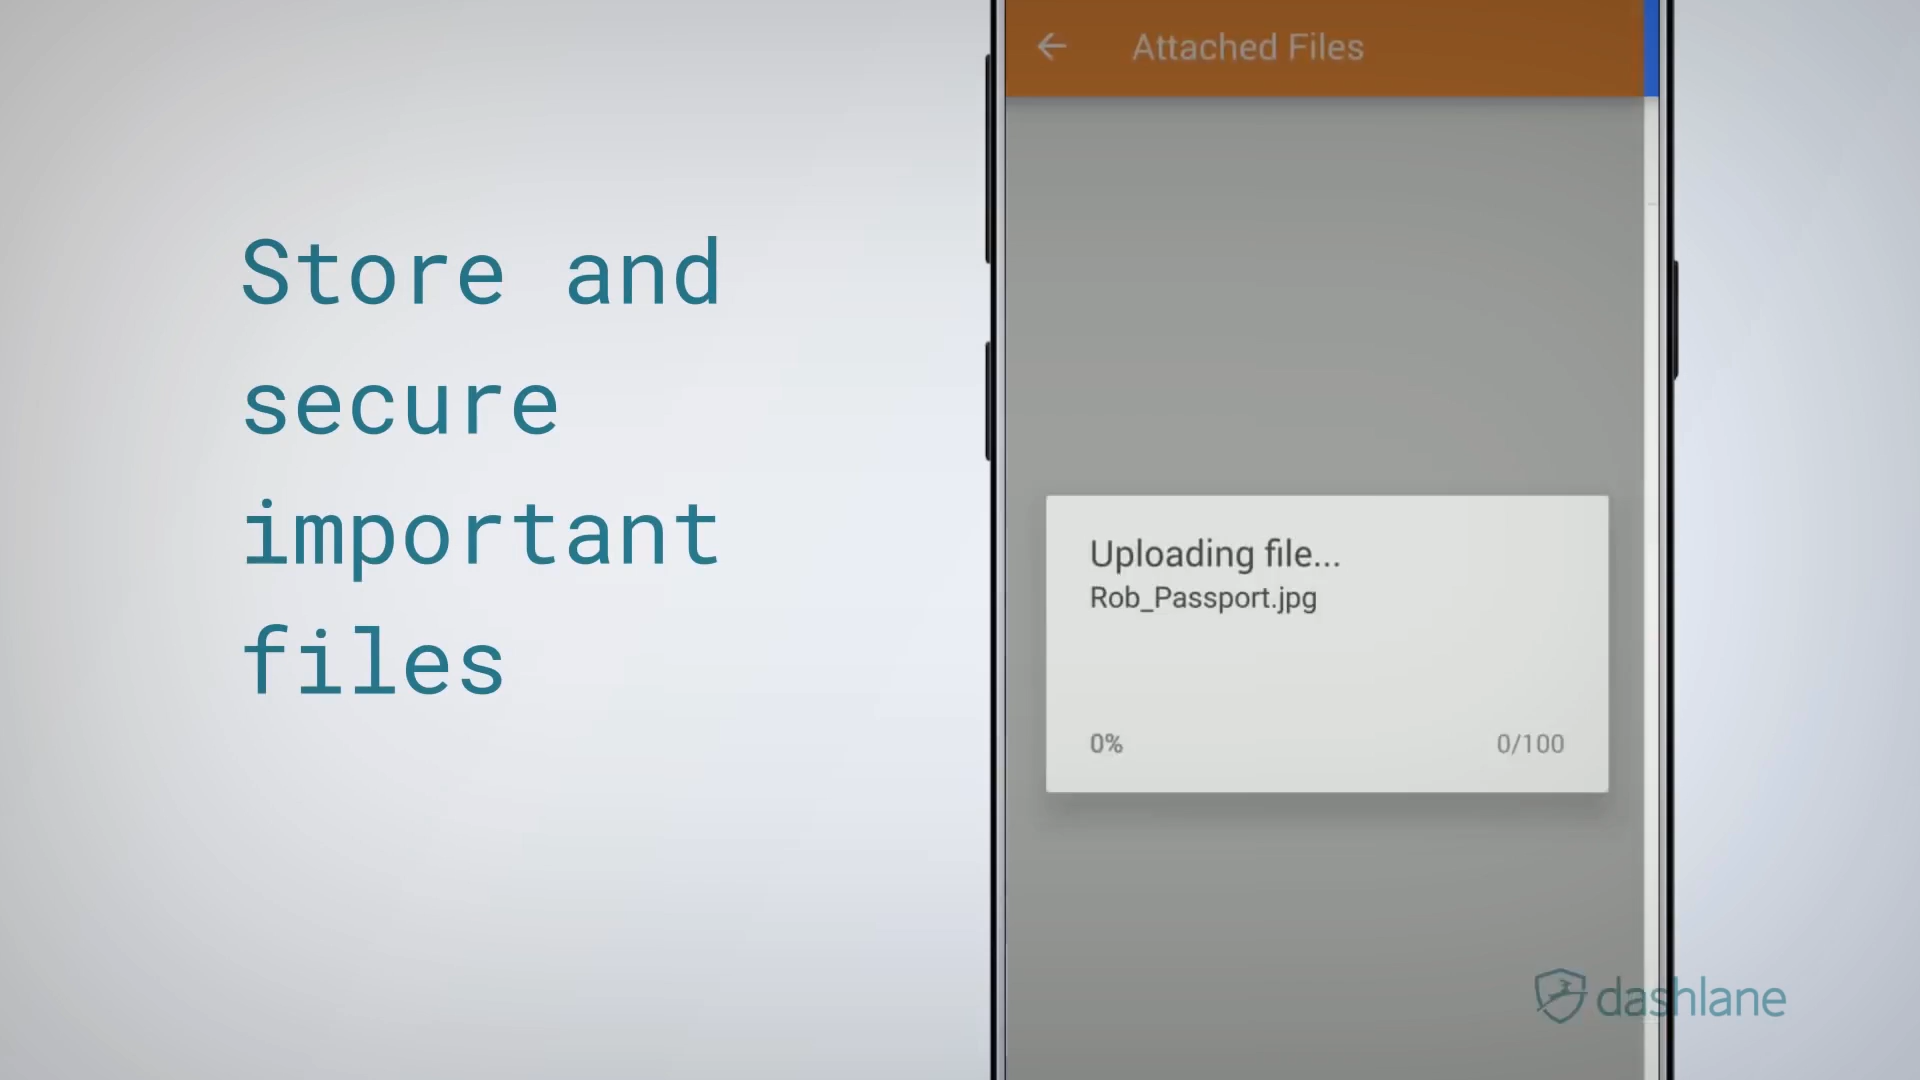 Store and
secure
important
files
Attached Files
Uploading file...
Rob_Passport.jpg
0%
0/100
dashlane